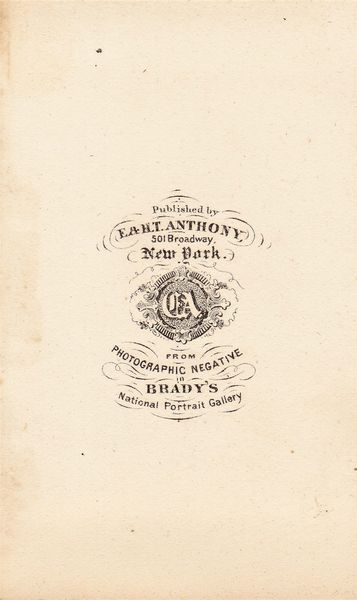 Published by
E. & H.T. ANTHONY,
501 Broadway,
New York.
E&A
FROM
PHOTOGRAPHIC NEGATIVE
in
BRADY'S
National Portrait Gallery